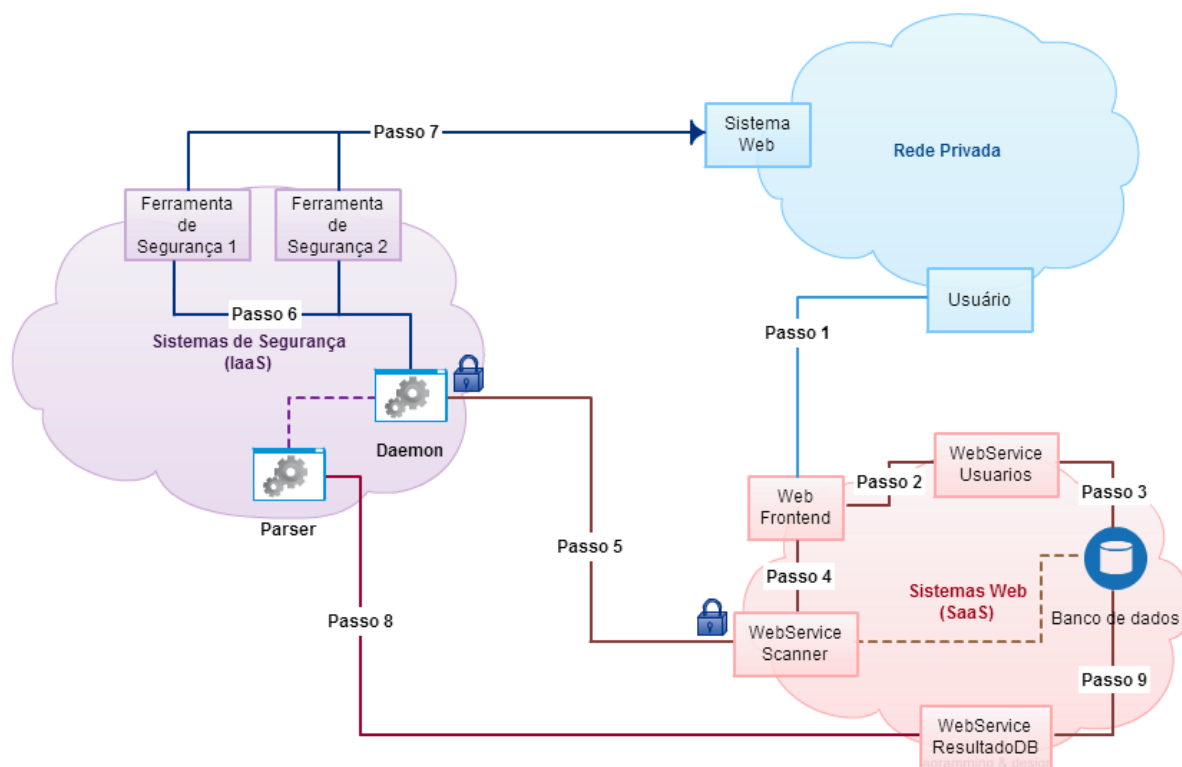 Passo 7
Sistema
Web
Rede Privada
Ferramenta
de
Segurança 1
Ferramenta
de
Segurança 2
Usuário
Passo 6
Passo 1
Sistemas de Segurança
(IaaS)
Daemon
Parser
WebService
Usuarios
Passo 2
Passo 3
Web
Frontend
Passo 5
Passo 4
Sistemas Web
(SaaS)
Banco de dados
WebService
Scanner
Passo 8
Passo 9
WebService
ResultadoDB
agramming & design